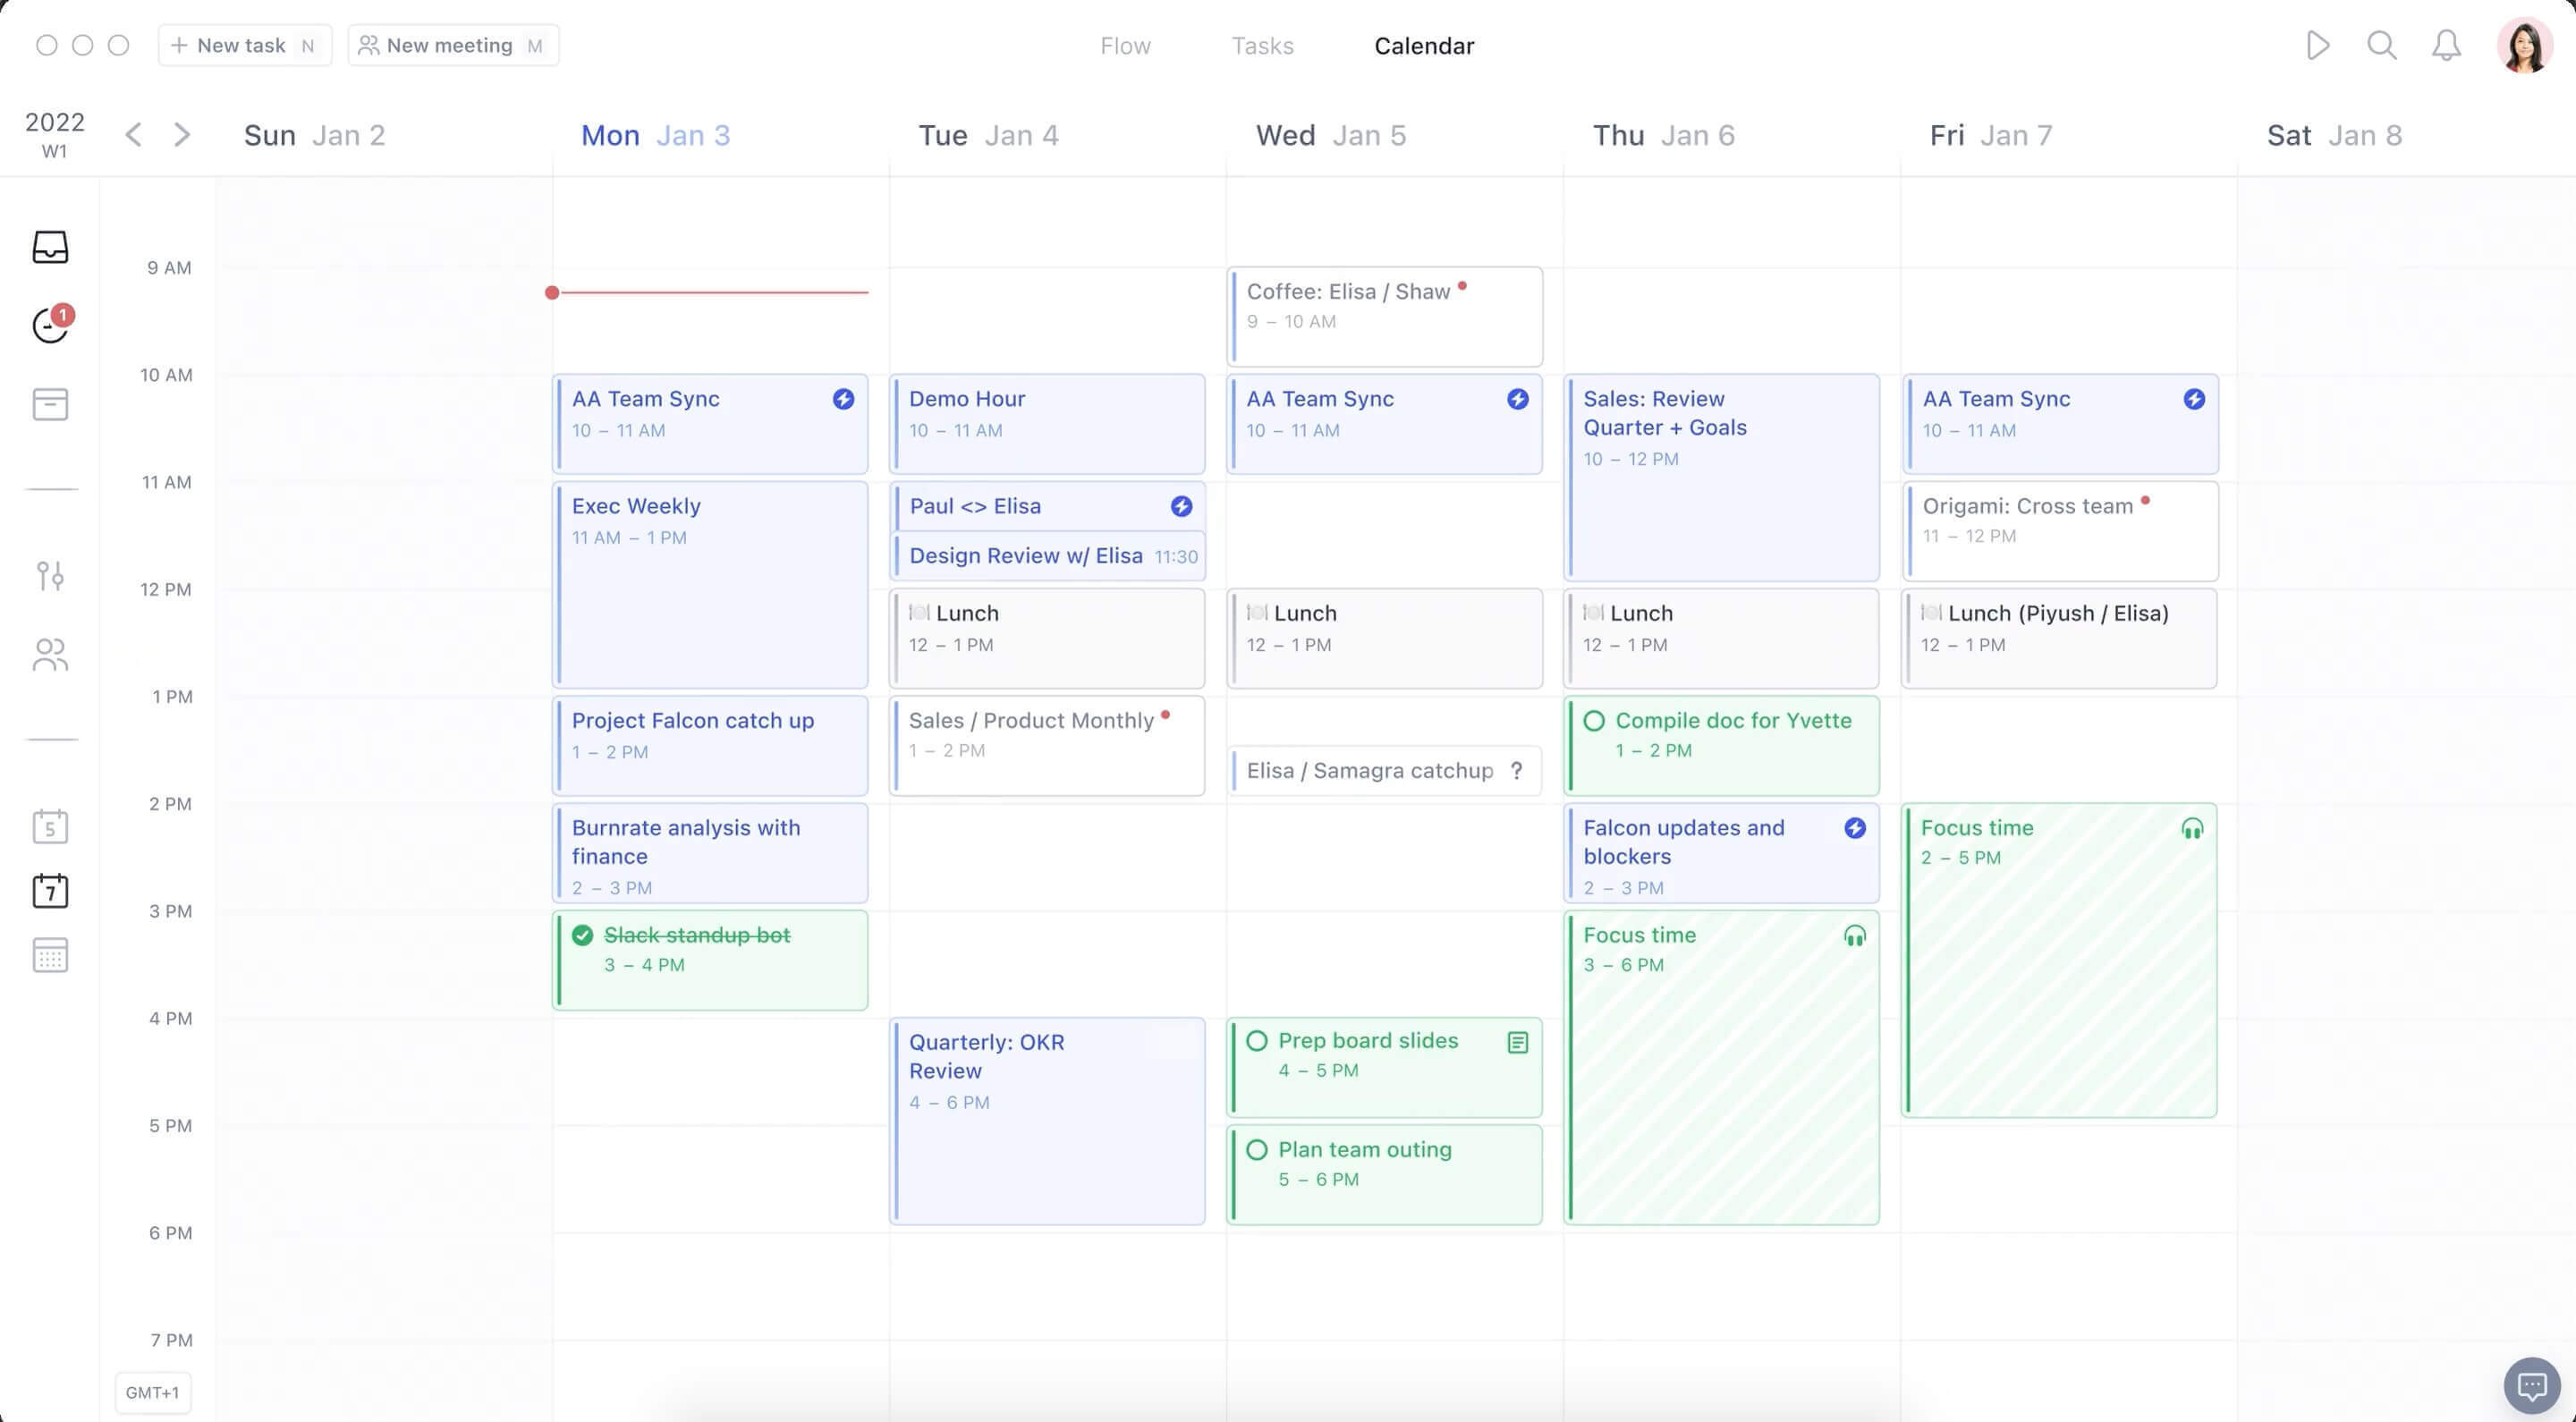 New task N
New meeting M
Flow
Tasks
Calendar
2022
W1
Sun Jan 2
Mon Jan 3
Tue Jan 4
Wed Jan 5
Thu Jan 6
Fri Jan 7
Sat Jan 8
1
5
7
9 AM
10 AM
11 AM
12 PM
1 PM
2 PM
3 PM
4 PM
5 PM
6 PM
7 PM
GMT+1
AA Team Sync
10 – 11 AM
Exec Weekly
11 AM – 1 PM
Project Falcon catch up
1 – 2 PM
Burnrate analysis with
finance
2 – 3 PM
Slack standup bot
3 – 4 PM
Demo Hour
10 – 11 AM
Paul <> Elisa
Design Review w/ Elisa 11:30
Lunch
12 – 1 PM
Sales / Product Monthly
1 – 2 PM
Quarterly: OKR
Review
4 – 6 PM
Coffee: Elisa / Shaw
9 – 10 AM
AA Team Sync
10 – 11 AM
Lunch
12 – 1 PM
Elisa / Samagra catchup ?
Prep board slides
4 – 5 PM
Plan team outing
5 – 6 PM
Sales: Review
Quarter + Goals
10 – 12 PM
Lunch
12 – 1 PM
Compile doc for Yvette
1 – 2 PM
Falcon updates and
blockers
2 – 3 PM
Focus time
3 – 6 PM
AA Team Sync
10 – 11 AM
Origami: Cross team
11 – 12 PM
Lunch (Piyush / Elisa)
12 – 1 PM
Focus time
2 – 5 PM